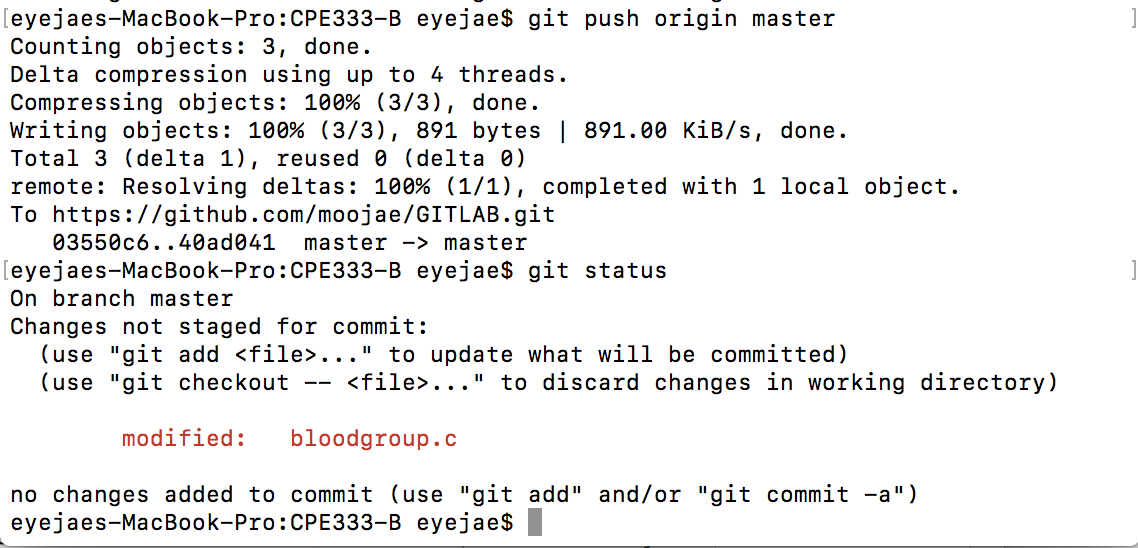 [eyejaes-MacBook-Pro:CPE333-B eyejae$ git push origin master ]
Counting objects: 3, done.
Delta compression using up to 4 threads.
Compressing objects: 100% (3/3), done.
Writing objects: 100% (3/3), 891 bytes | 891.00 KiB/s, done.
Total 3 (delta 1), reused 0 (delta 0)
remote: Resolving deltas: 100% (1/1), completed with 1 local object.
To https://github.com/moojae/GITLAB.git
   03550c6..40ad041  master -> master
[eyejaes-MacBook-Pro:CPE333-B eyejae$ git status ]
On branch master
Changes not staged for commit:
  (use "git add <file>..." to update what will be committed)
  (use "git checkout -- <file>..." to discard changes in working directory)
        modified:   bloodgroup.c
no changes added to commit (use "git add" and/or "git commit -a")
eyejaes-MacBook-Pro:CPE333-B eyejae$